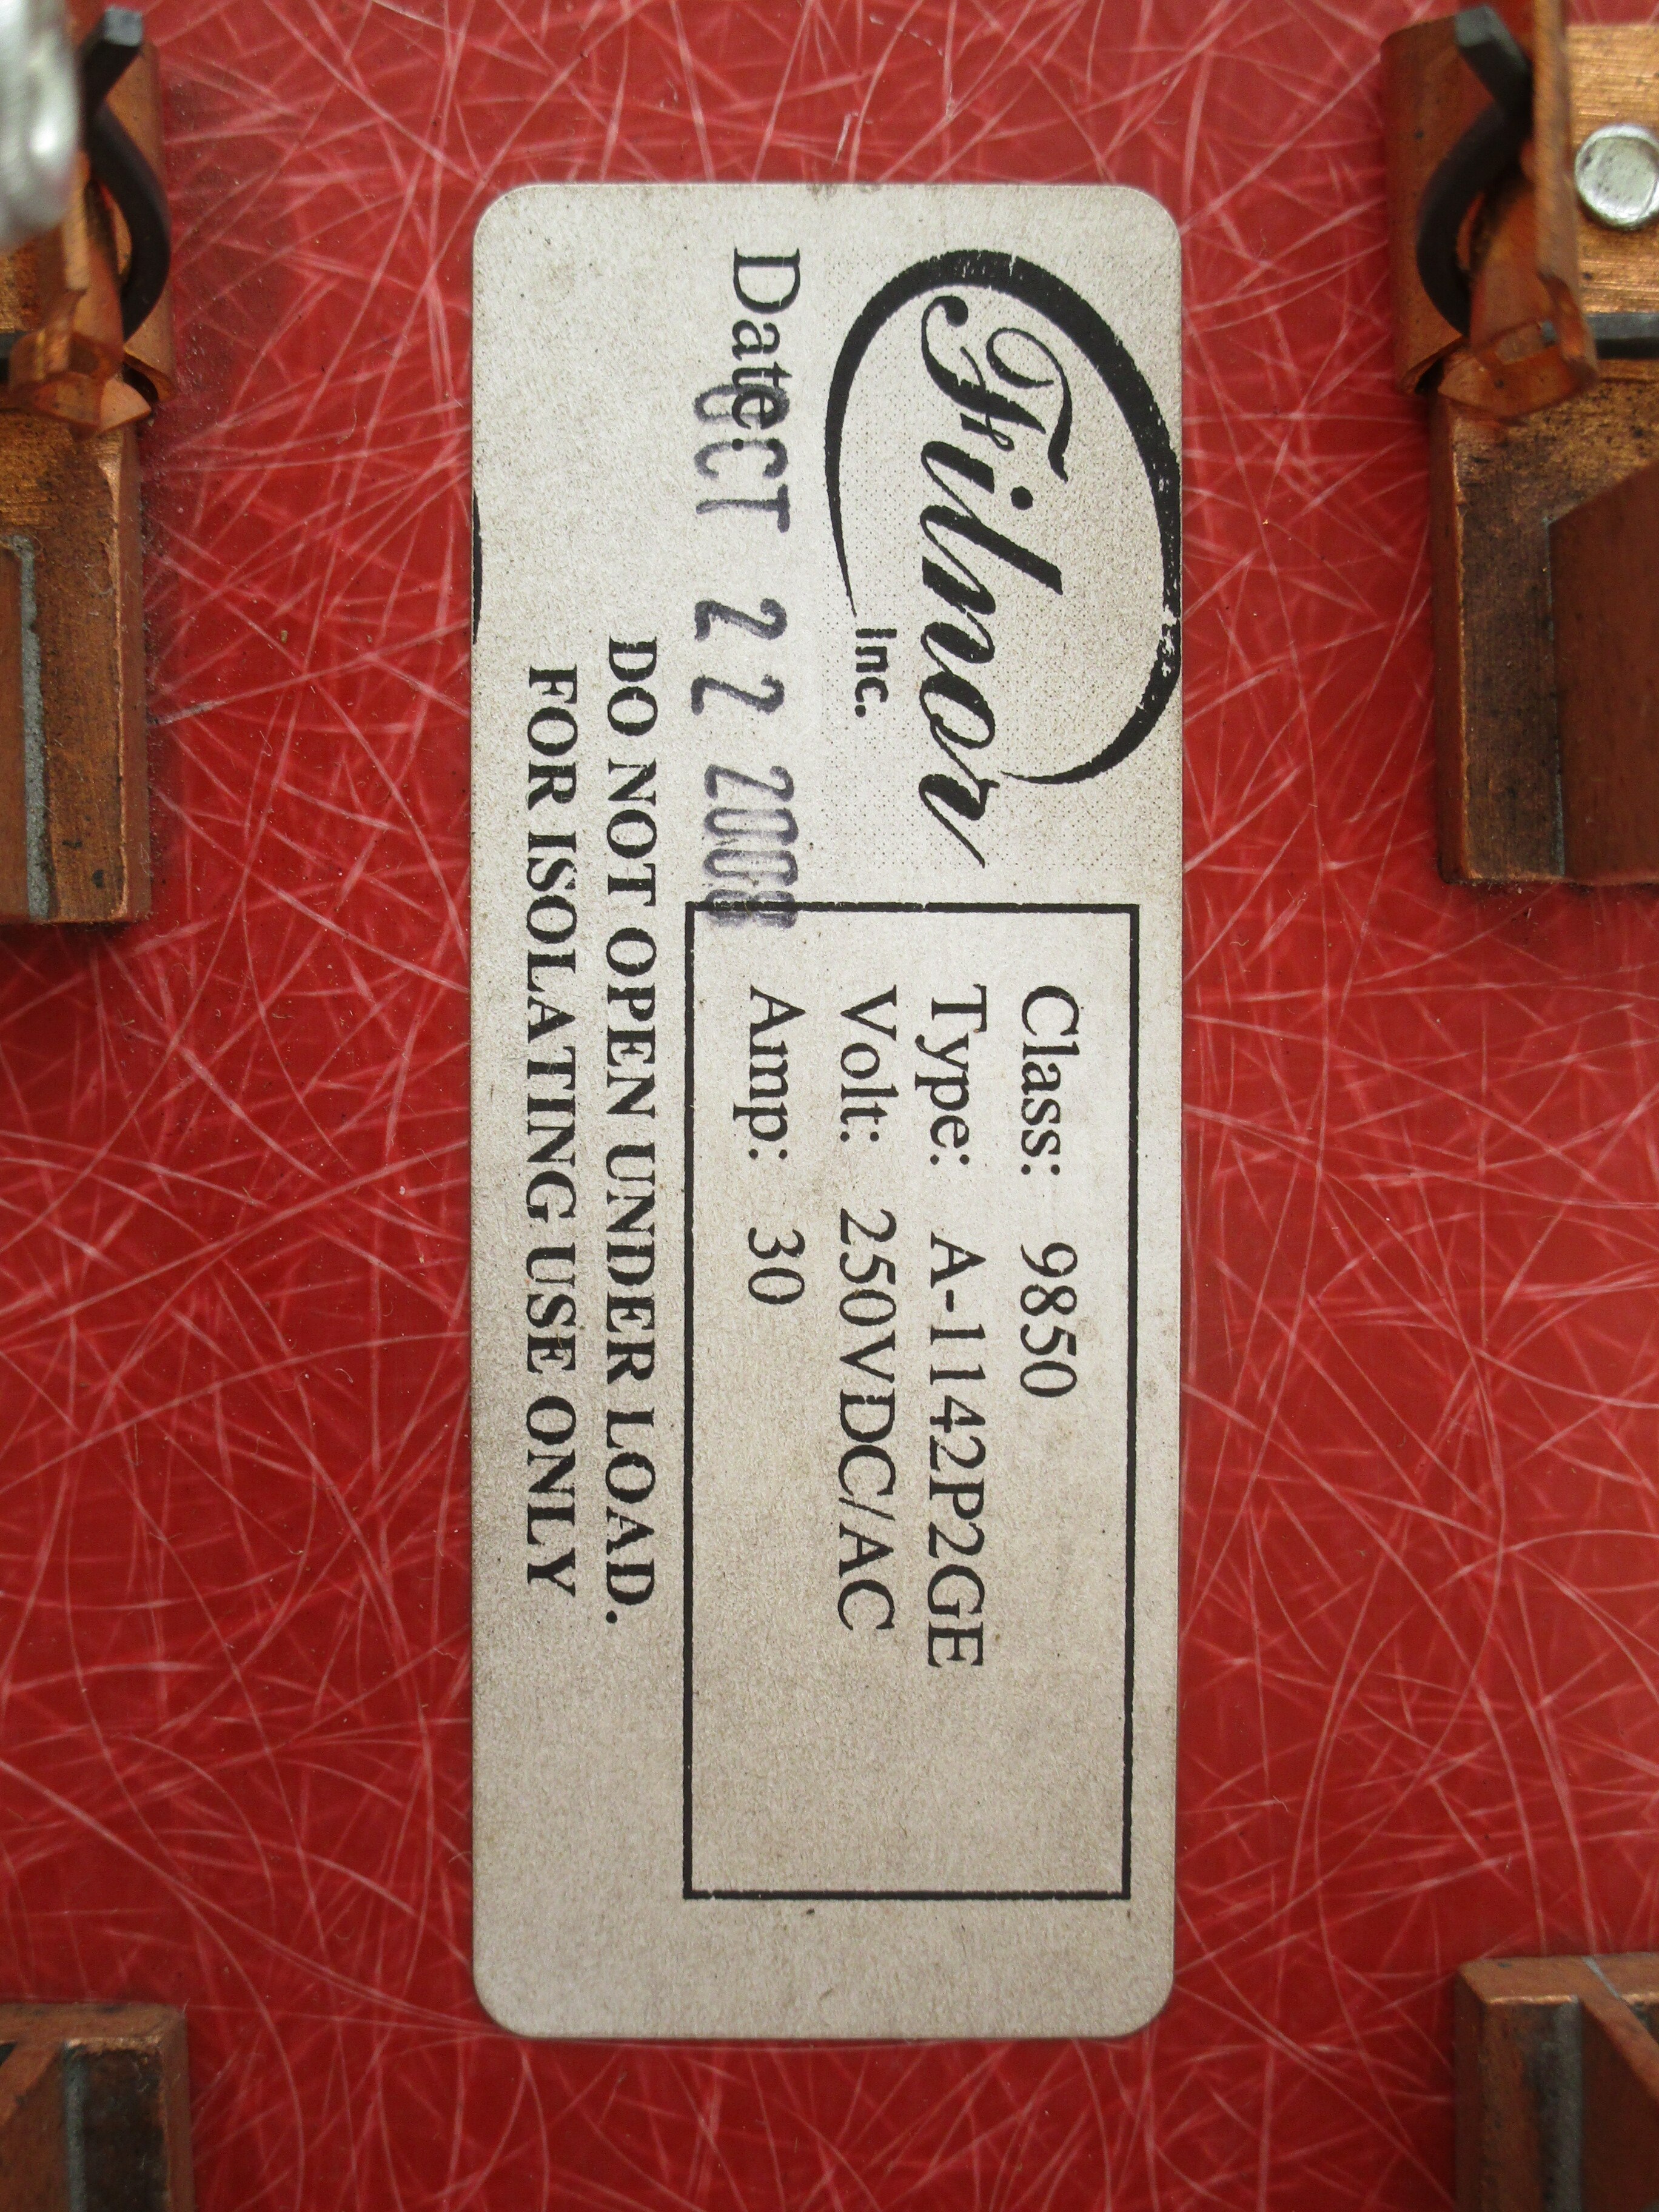 Filnor
Inc.
Date: OCT 22 2008
Class: 9850
Type: A-1142P2GE
Volt: 250VDC/AC
Amp: 30
DO NOT OPEN UNDER LOAD.
FOR ISOLATING USE ONLY